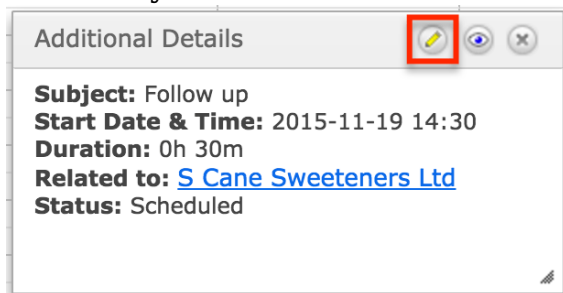 Additional Details
Subject: Follow up
Start Date & Time: 2015-11-19 14:30
Duration: 0h 30m
Related to: S Cane Sweeteners Ltd
Status: Scheduled